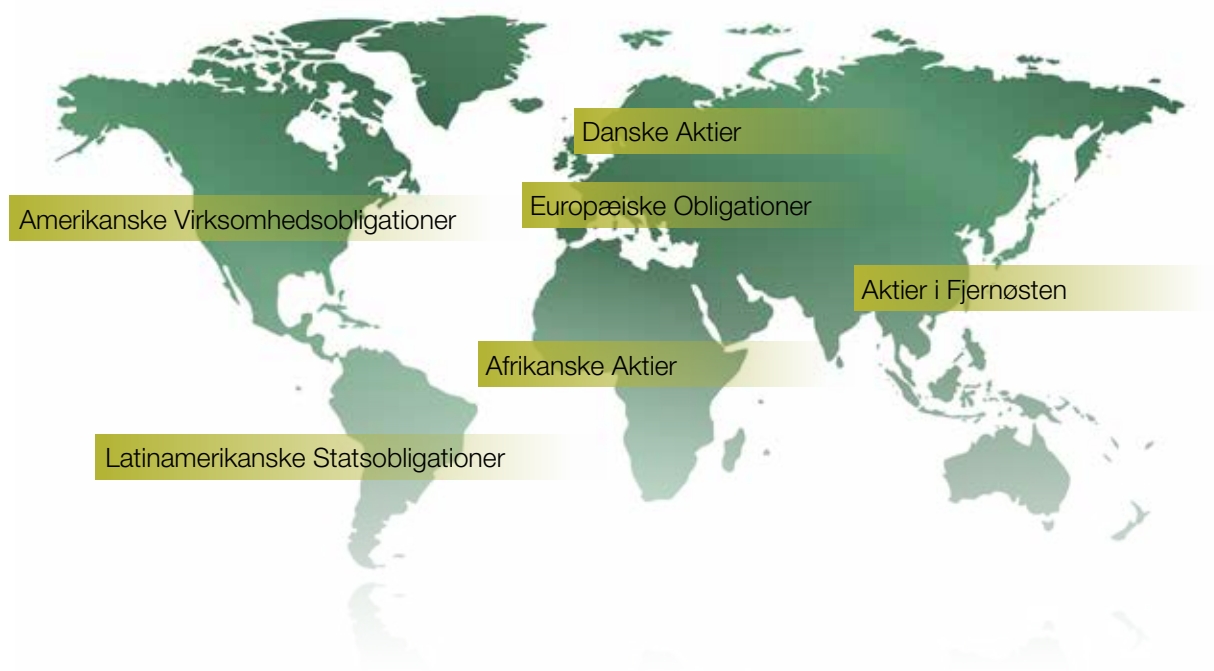 Danske Aktier
Europæiske Obligationer
Amerikanske Virksomhedsobligationer
Aktier i Fjernøsten
Afrikanske Aktier
Latinamerikanske Statsobligationer